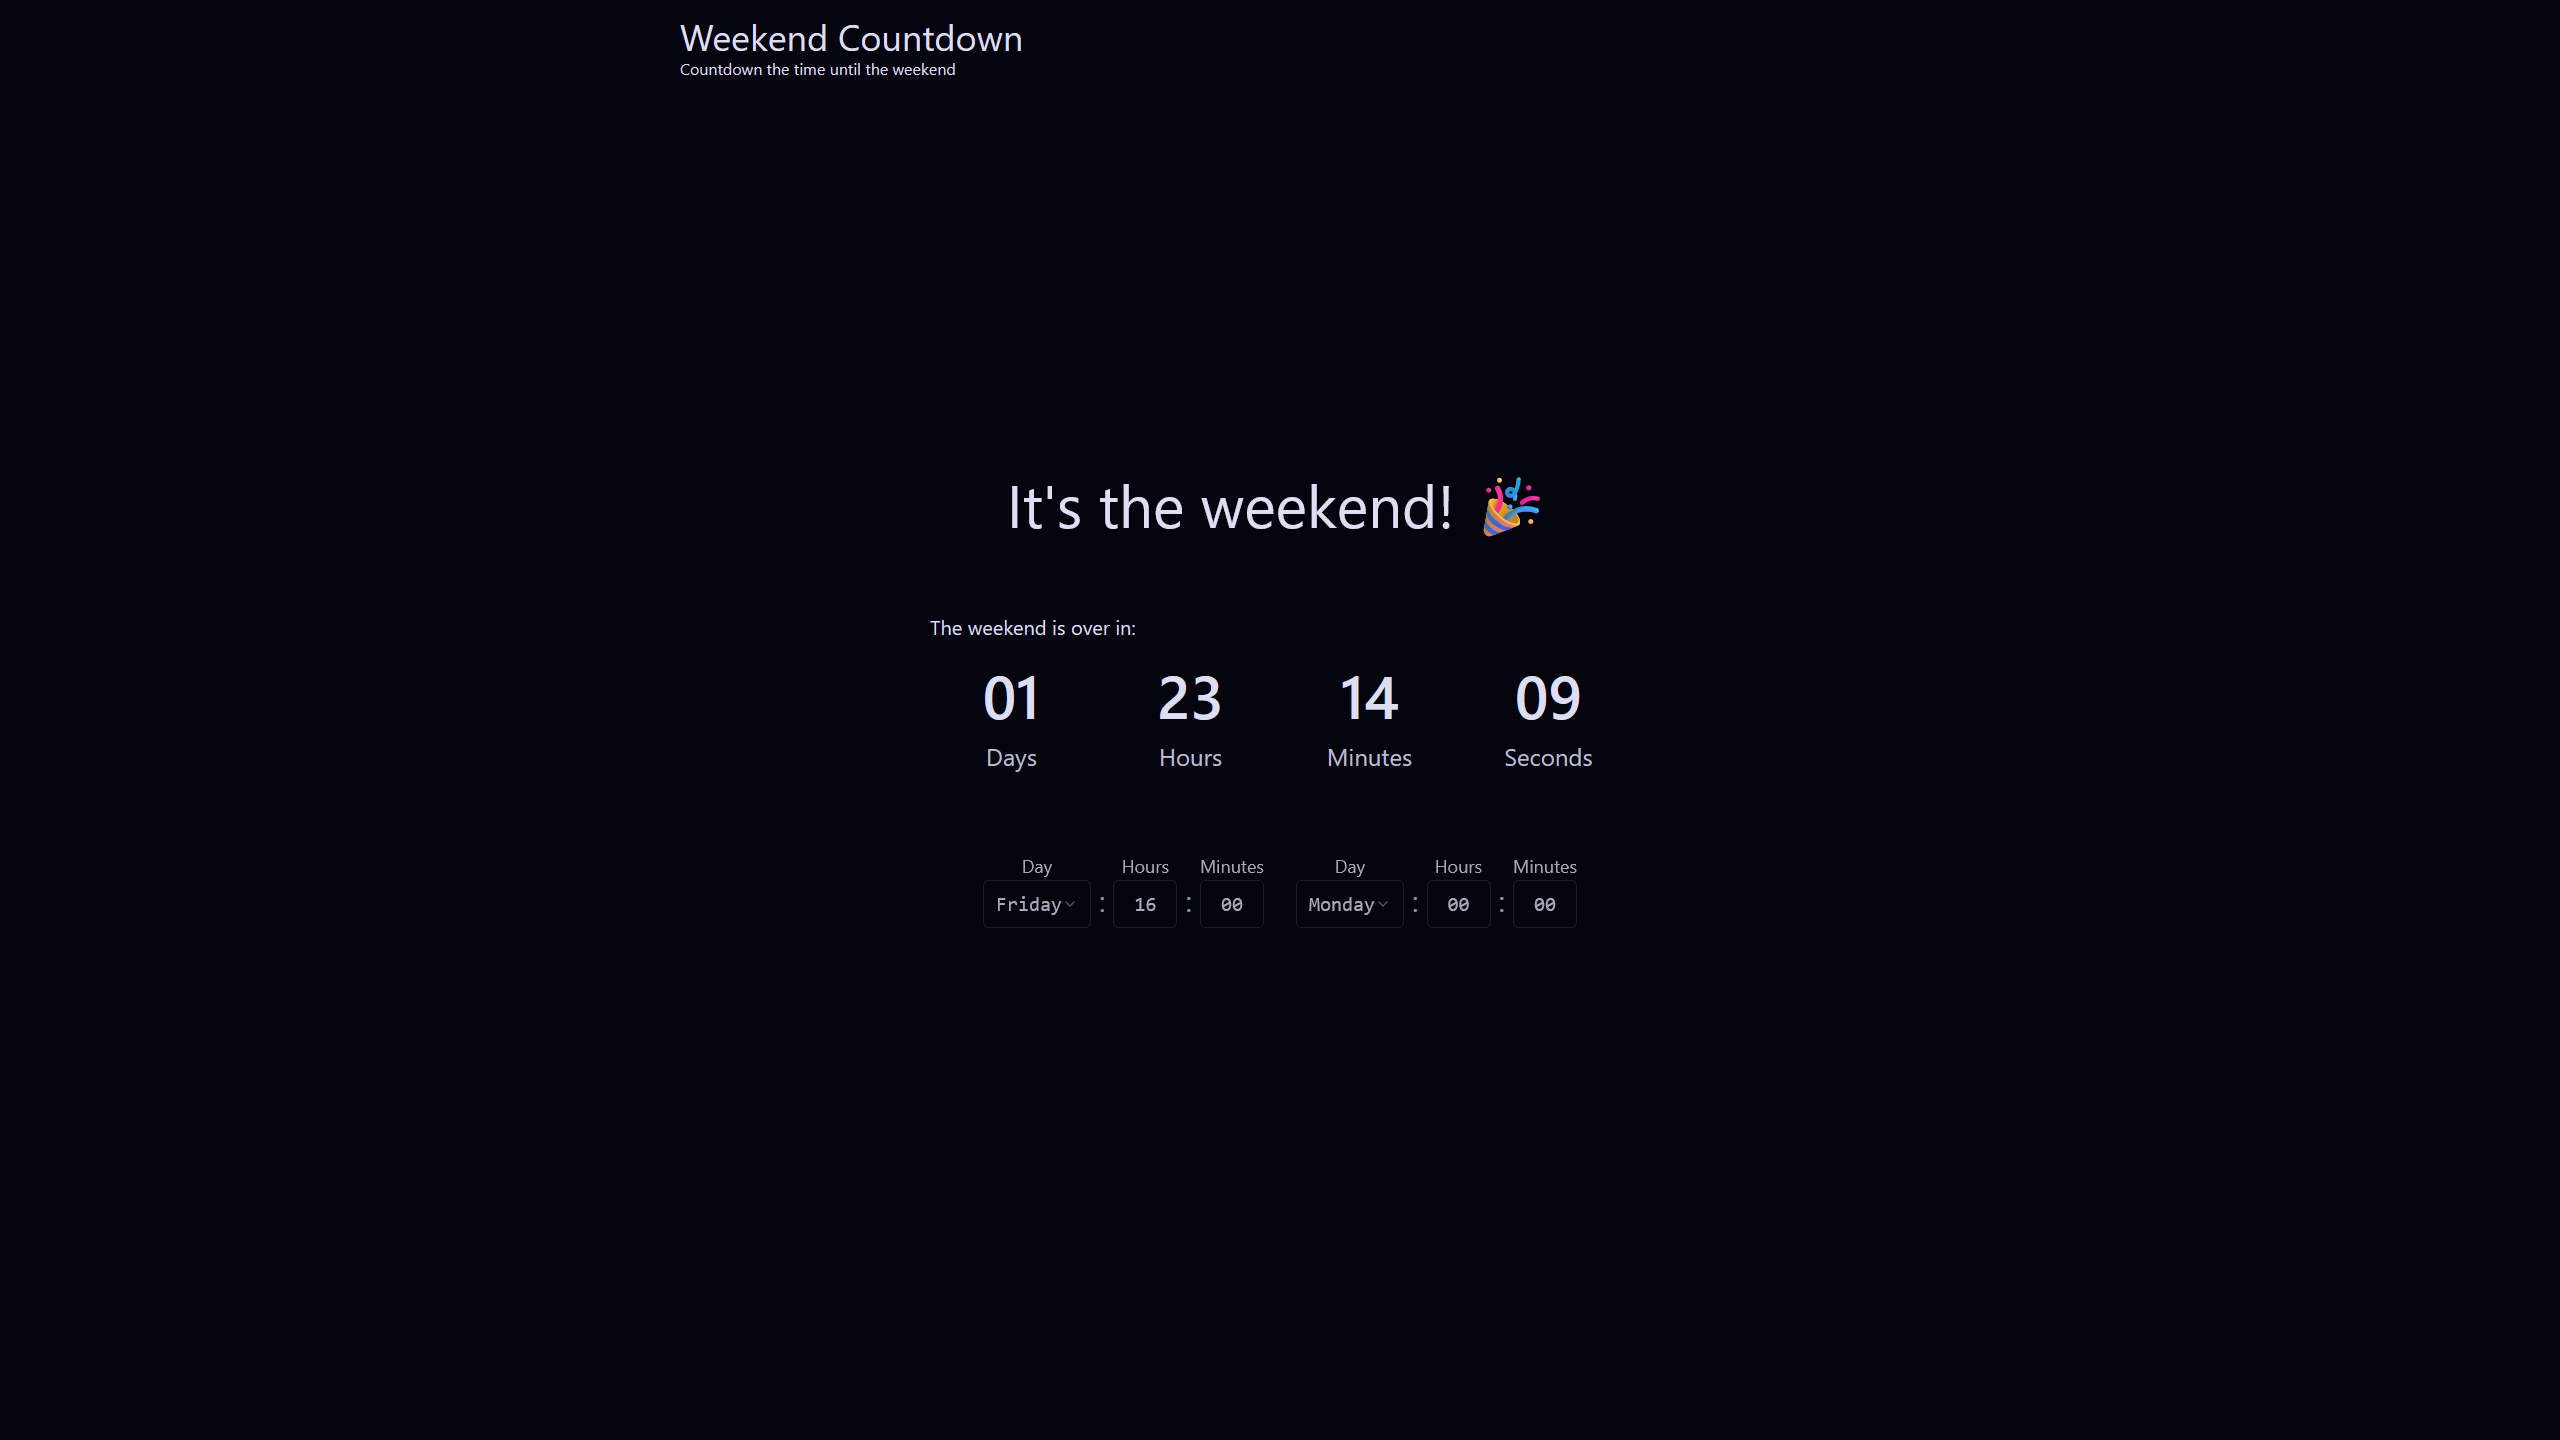 Weekend Countdown
Countdown the time until the weekend
It's the weekend! 🎉
The weekend is over in:
01 23 14 09
Days Hours Minutes Seconds
Day Hours Minutes Day Hours Minutes
Friday : 16 : 00 Monday : 00 : 00